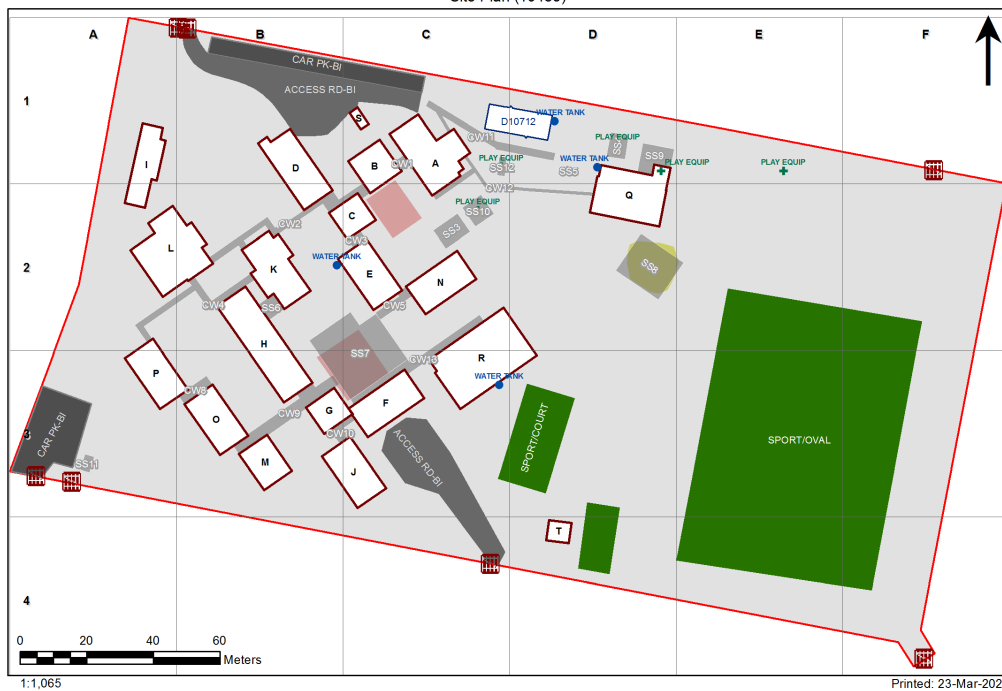 A
B
C
D
E
F
CAR PK-BI
ACCESS RD-BI
1
S
D10712
WATER TANK
CW11
PLAY EQUIP
SS9
I
D
B
CW1
A
PLAY EQUIP
SS12
WATER TANK
SS5
PLAY EQUIP
PLAY EQUIP
CW12
Q
C
PLAY EQUIP
SS10
CW2
SS3
L
CW3
WATER TANK
K
E
N
SS8
2
CW4
SS6
CW5
H
SS7
CW13
R
P
WATER TANK
CW8
O
CW9
G
F
CW10
ACCESS RD-BI
SPORT/COURT
SPORT/OVAL
3
CAR PK-BI
SS11
M
J
T
4
0 20 40 60
Meters
1:1,065
Printed: 23-Mar-202